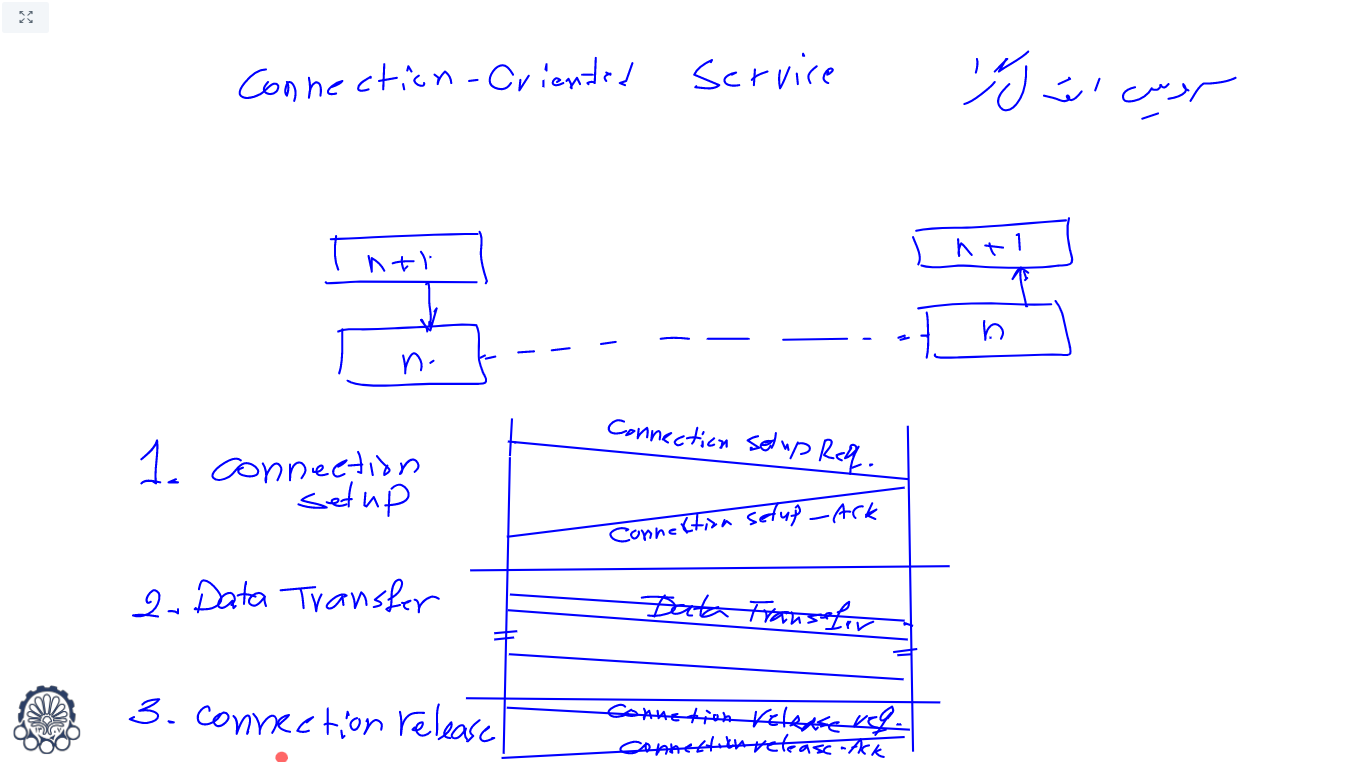 Connection-Oriented Service سرویس اتصال گرا
n+1
n+1
n
n
1. Connection setup
Connection setup Req.
Connection setup-Ack
2. Data Transfer
Data Transfer
3. Connection release
Connection release req.
Connection release-Ack